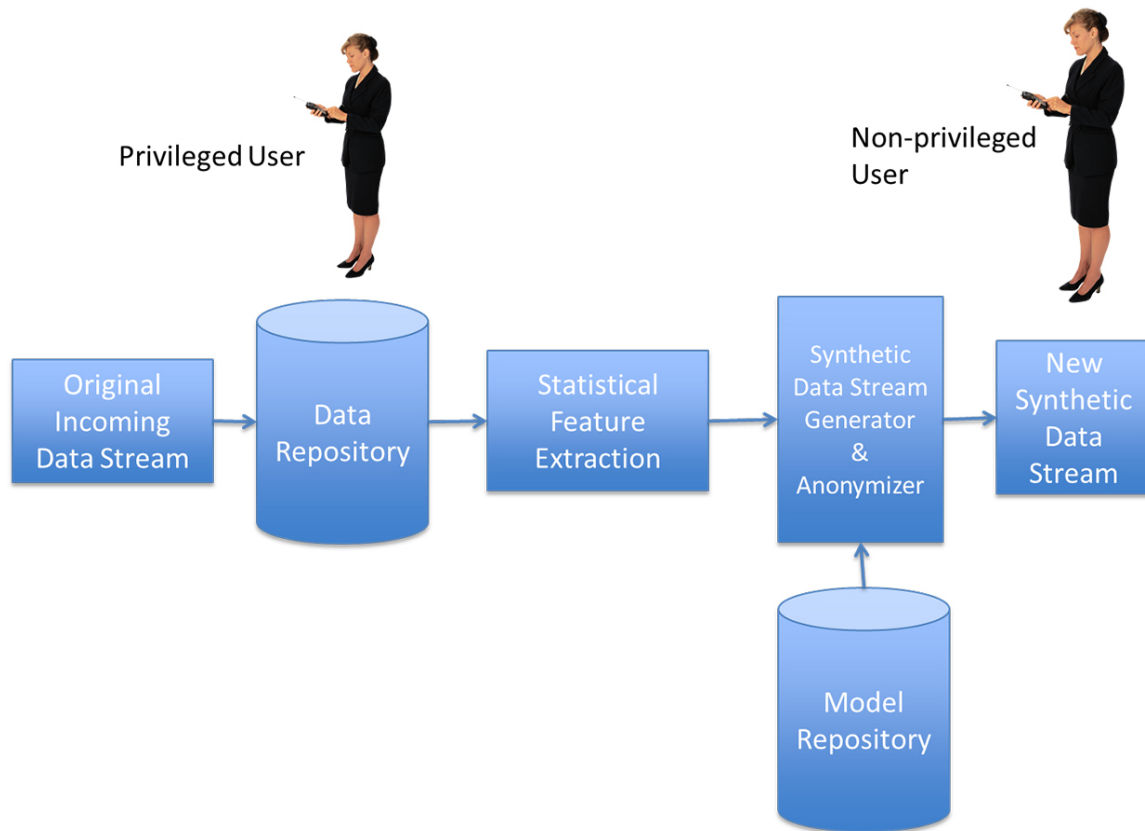 Privileged User
Non-privileged
User
Original
Incoming
Data Stream
Data
Repository
Statistical
Feature
Extraction
Synthetic
Data Stream
Generator
&
Anonymizer
New
Synthetic
Data
Stream
Model
Repository